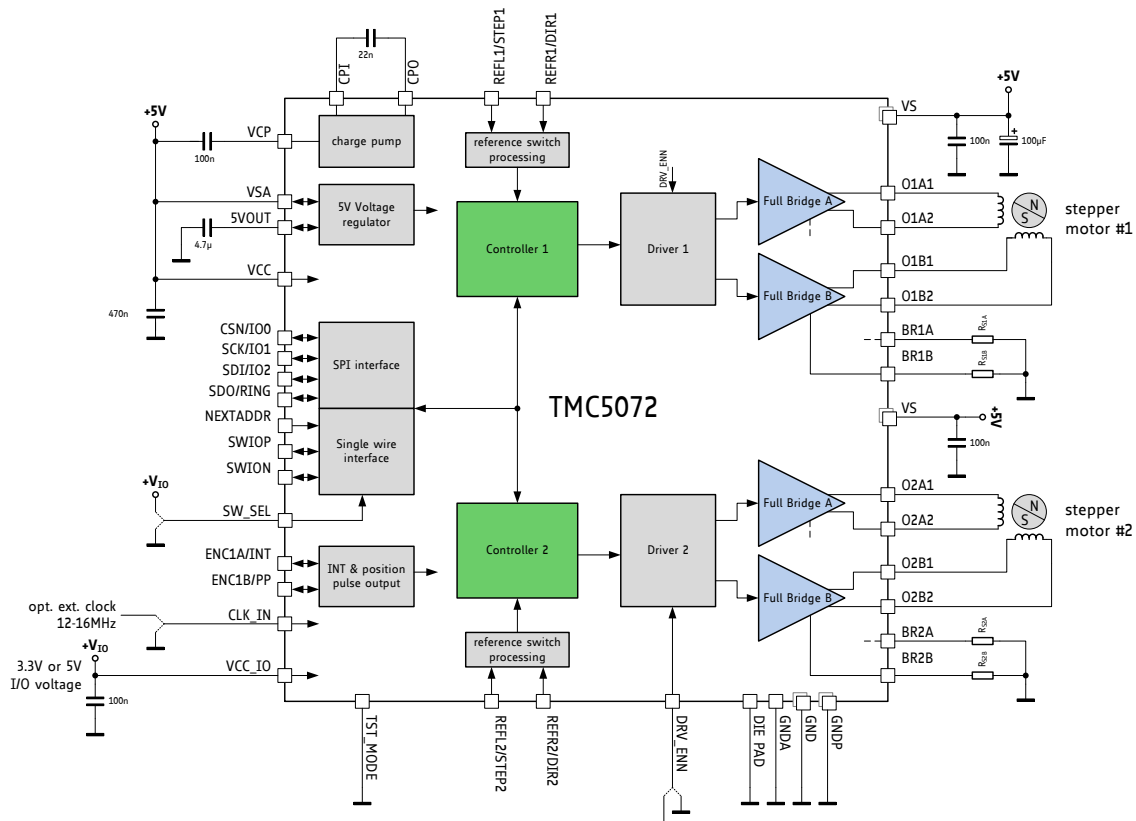 22n
CPI
CPO
REFL1/STEP1
REFR1/DIR1
+5V
VCP
100n
charge pump
reference switch
processing
VS
+5V
100n
+
100µF
VSA
5VOUT
4.7µ
5V Voltage
regulator
VCC
470n
Controller 1
DRV_ENN
Driver 1
Full Bridge A
Full Bridge B
O1A1
O1A2
O1B1
O1B2
N
S
stepper
motor #1
BR1A
RS1A
BR1B
RS1B
CSN/IO0
SCK/IO1
SDI/IO2
SDO/RING
NEXTADDR
SWIOP
SWION
SPI interface
Single wire
interface
TMC5072
VS
+5V
100n
+VIO
SW_SEL
ENC1A/INT
ENC1B/PP
INT & position
pulse output
Controller 2
Driver 2
Full Bridge A
Full Bridge B
O2A1
O2A2
O2B1
O2B2
N
S
stepper
motor #2
BR2A
RS2A
BR2B
RS2B
opt. ext. clock
12-16MHz
CLK_IN
+VIO
3.3V or 5V
I/O voltage
VCC_IO
100n
reference switch
processing
TST_MODE
REFL2/STEP2
REFR2/DIR2
DRV_ENN
DIE PAD
GNDA
GND
GNDP